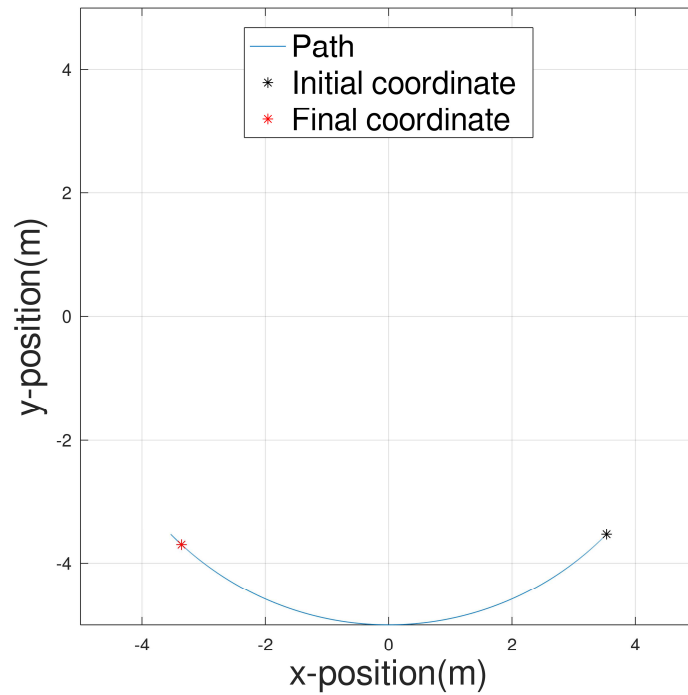 Path
Initial coordinate
Final coordinate
4
2
0
-2
-4
y-position(m)
-4
-2
0
2
4
x-position(m)